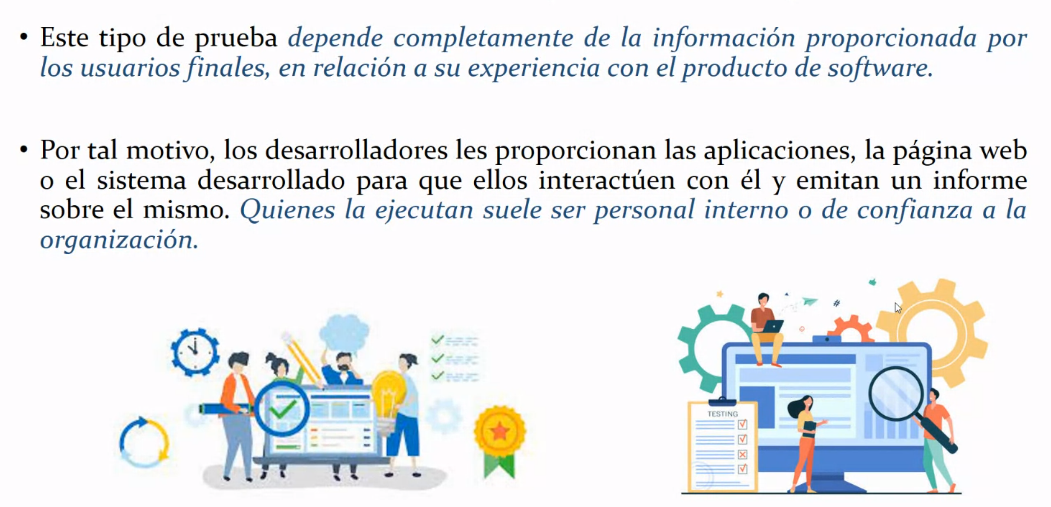 • Este tipo de prueba depende completamente de la información proporcionada por
los usuarios finales, en relación a su experiencia con el producto de software.
• Por tal motivo, los desarrolladores les proporcionan las aplicaciones, la página web
o el sistema desarrollado para que ellos interactúen con él y emitan un informe
sobre el mismo. Quienes la ejecutan suele ser personal interno o de confianza a la
organización.
TESTING